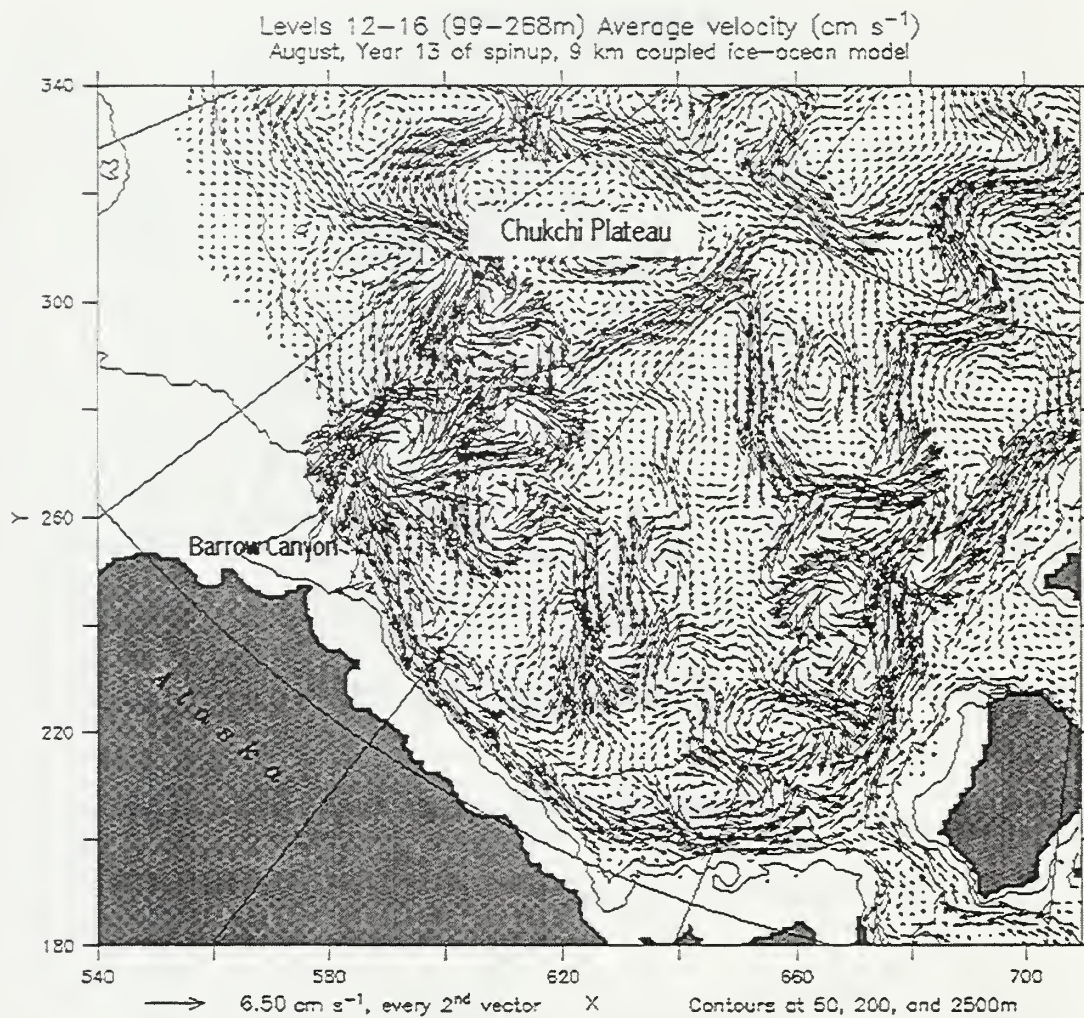 Levels 12-16 (99-268m) Average velocity (cm s⁻¹)
August, Year 13 of spinup, 9 km coupled ice-ocean model
340
Chukchi Plateau
300
Y
260
Barrow Canyon
Alaska
220
180
540 580 620 660 700
6.50 cm s⁻¹, every 2ⁿᵈ vector X Contours at 50, 200, and 2500m